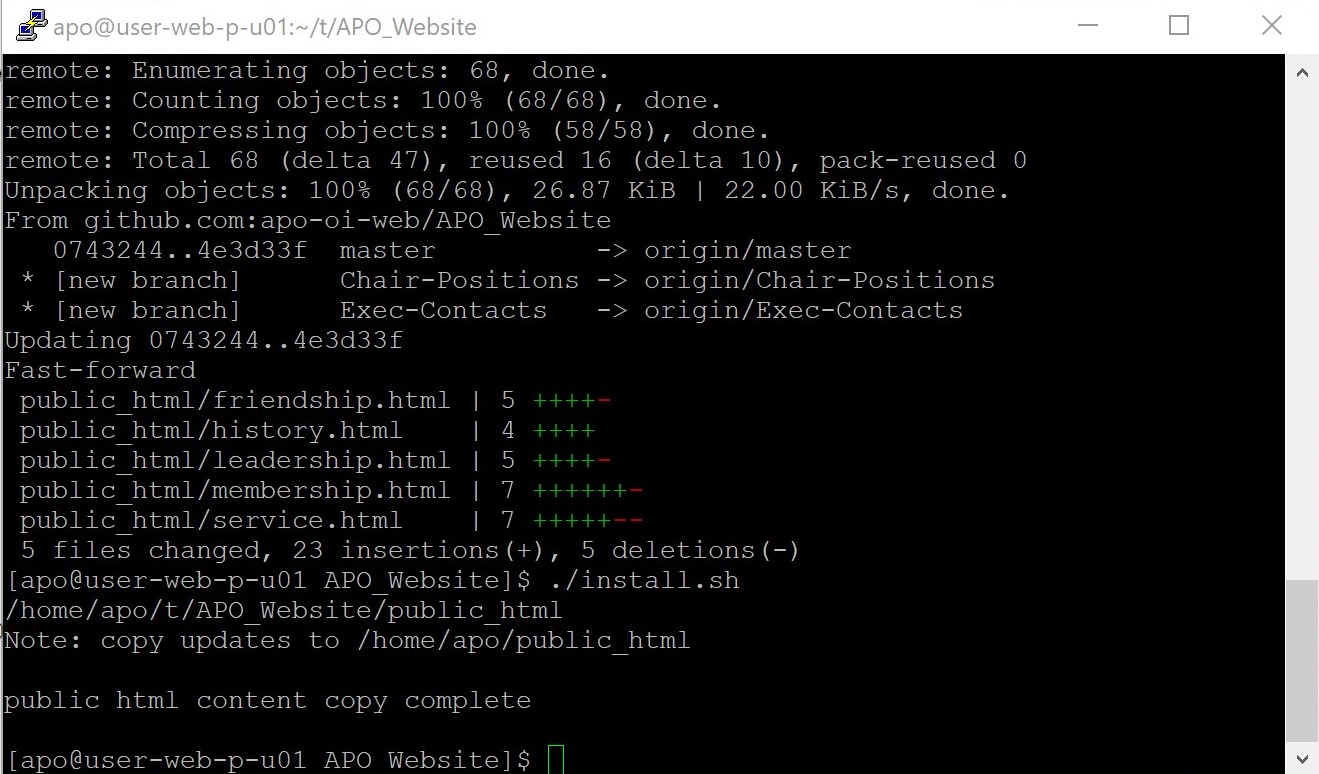 apo@user-web-p-u01:~/t/APO_Website
remote: Enumerating objects: 68, done.
remote: Counting objects: 100% (68/68), done.
remote: Compressing objects: 100% (58/58), done.
remote: Total 68 (delta 47), reused 16 (delta 10), pack-reused 0
Unpacking objects: 100% (68/68), 26.87 KiB | 22.00 KiB/s, done.
From github.com:apo-oi-web/APO_Website
   0743244..4e3d33f  master          -> origin/master
 * [new branch]      Chair-Positions -> origin/Chair-Positions
 * [new branch]      Exec-Contacts   -> origin/Exec-Contacts
Updating 0743244..4e3d33f
Fast-forward
 public_html/friendship.html | 5 ++++-
 public_html/history.html    | 4 ++++
 public_html/leadership.html | 5 ++++-
 public_html/membership.html | 7 ++++++-
 public_html/service.html    | 7 +++++--
 5 files changed, 23 insertions(+), 5 deletions(-)
[apo@user-web-p-u01 APO_Website]$ ./install.sh
/home/apo/t/APO_Website/public_html
Note: copy updates to /home/apo/public_html
public html content copy complete
[apo@user-web-p-u01 APO_Website]$